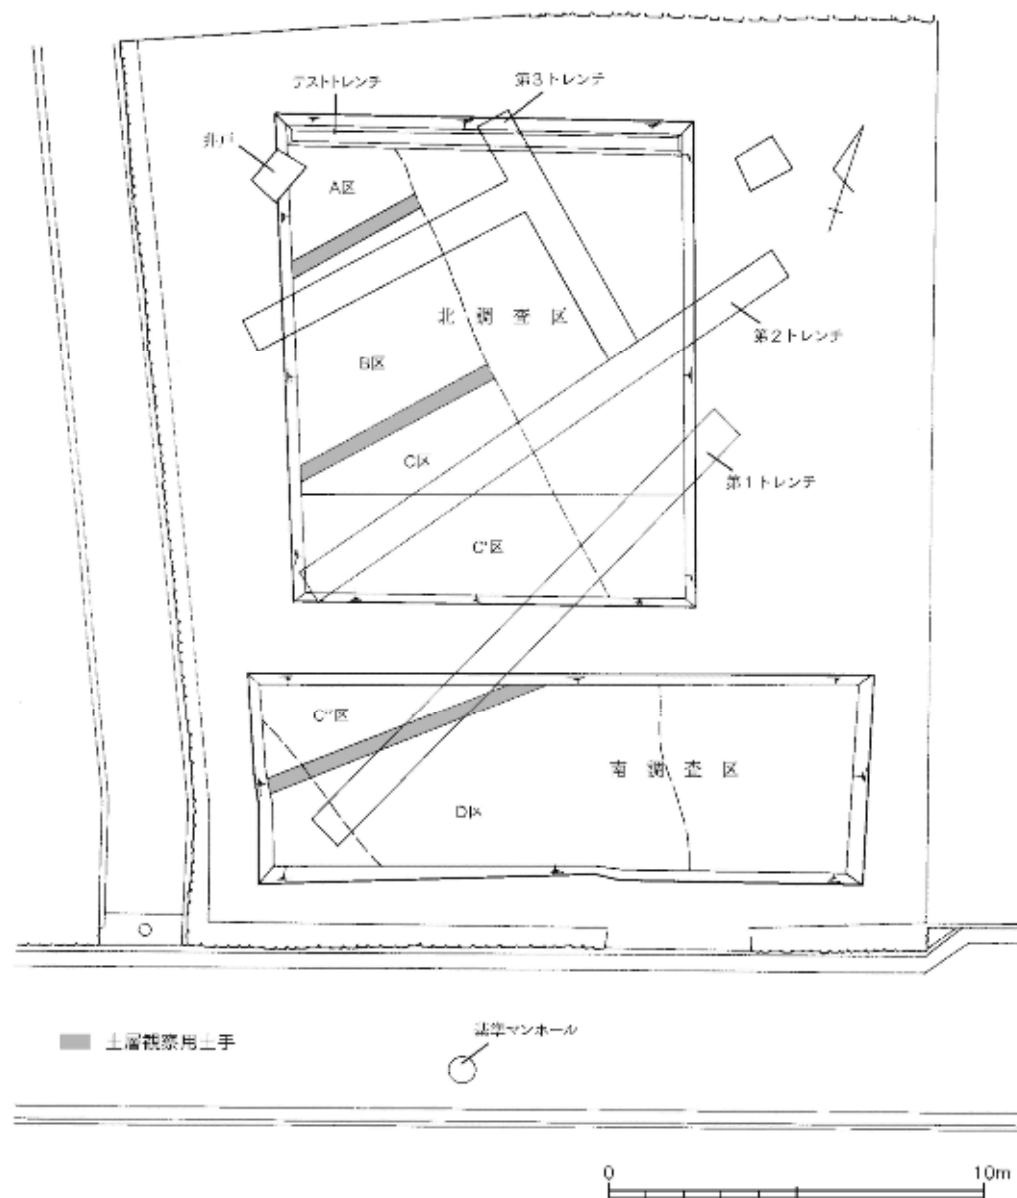 テストトレンチ
第3トレンチ
井戸
A区
北調査区
第2トレンチ
B区
C区
第1トレンチ
C'区
C''区
南調査区
D区
土層観察用土手
基準マンホール
0 10m